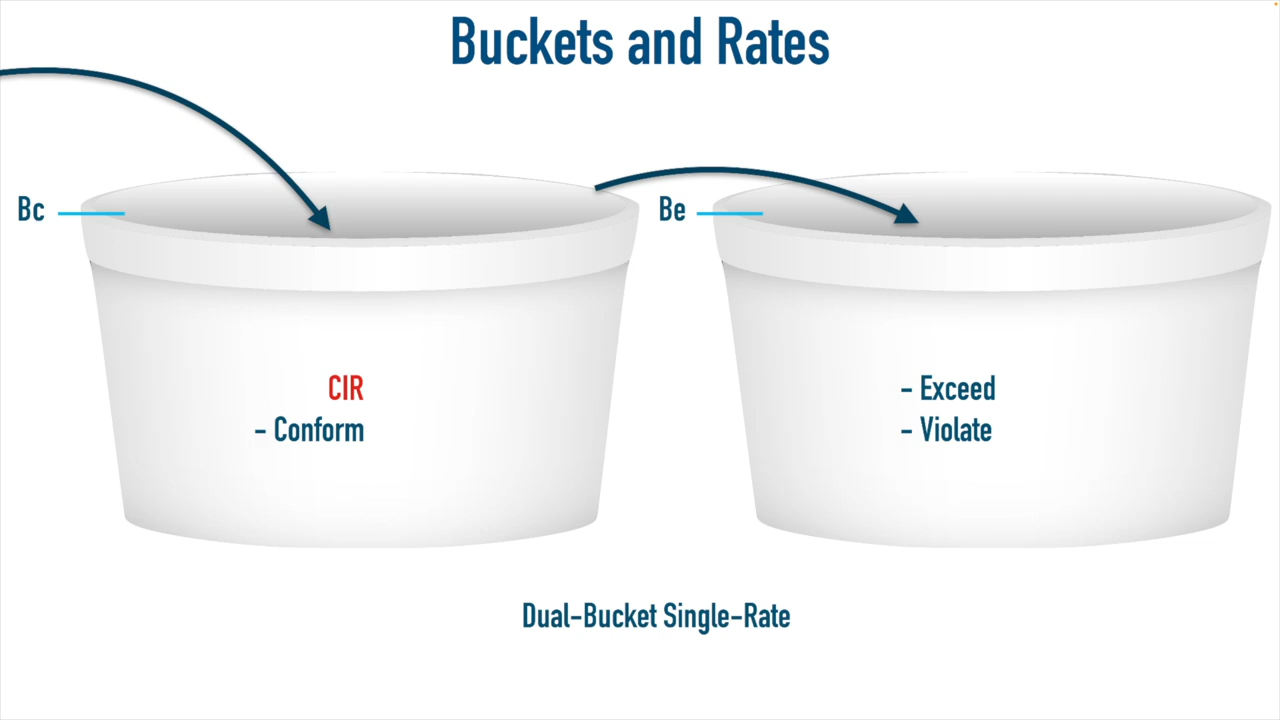 Buckets and Rates
Bc
Be
CIR
- Conform
- Exceed
- Violate
Dual-Bucket Single-Rate